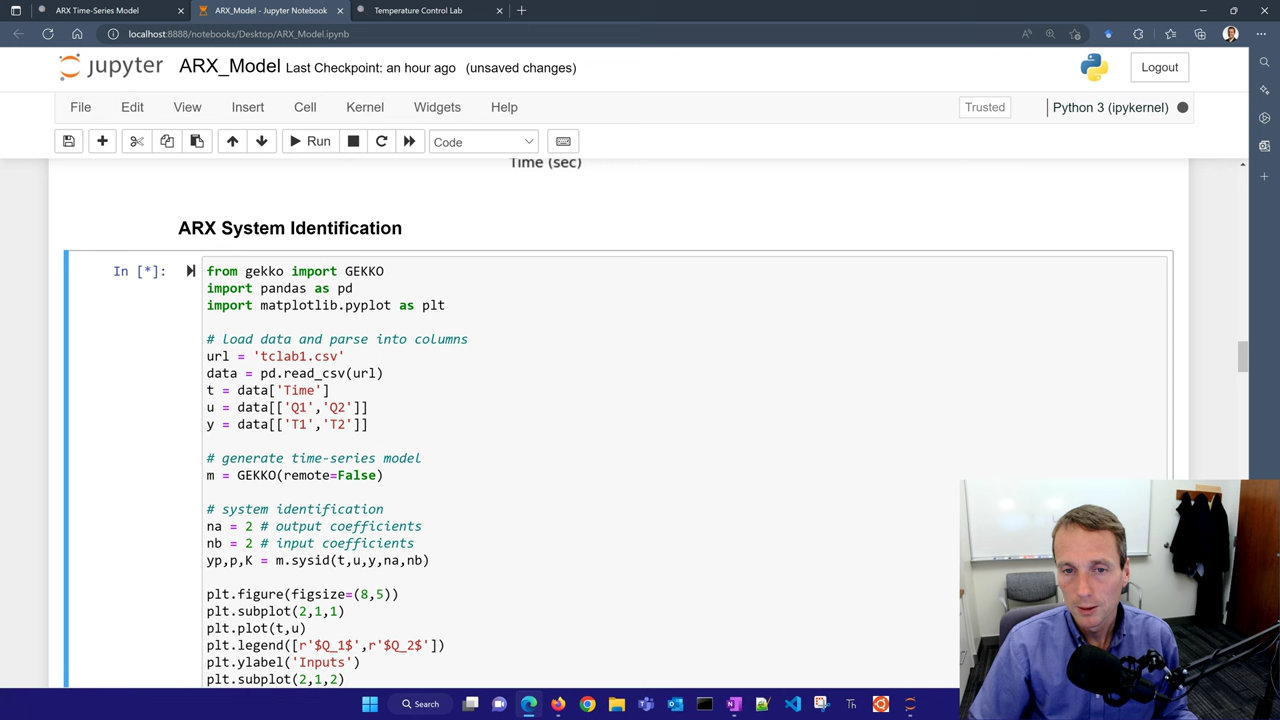 ARX Time-Series Model
ARX_Model - Jupyter Notebook
Temperature Control Lab
localhost:8888/notebooks/Desktop/ARX_Model.ipynb
jupyter ARX_Model Last Checkpoint: an hour ago (unsaved changes)
Logout
File Edit View Insert Cell Kernel Widgets Help
Trusted
Python 3 (ipykernel)
Run
Code
Time (sec)
ARX System Identification
In [*]:
from gekko import GEKKO
import pandas as pd
import matplotlib.pyplot as plt
# load data and parse into columns
url = 'tclab1.csv'
data = pd.read_csv(url)
t = data['Time']
u = data[['Q1','Q2']]
y = data[['T1','T2']]
# generate time-series model
m = GEKKO(remote=False)
# system identification
na = 2 # output coefficients
nb = 2 # input coefficients
yp,p,K = m.sysid(t,u,y,na,nb)
plt.figure(figsize=(8,5))
plt.subplot(2,1,1)
plt.plot(t,u)
plt.legend([r'$Q_1$',r'$Q_2$'])
plt.ylabel('Inputs')
plt.subplot(2,1,2)
Search
Th